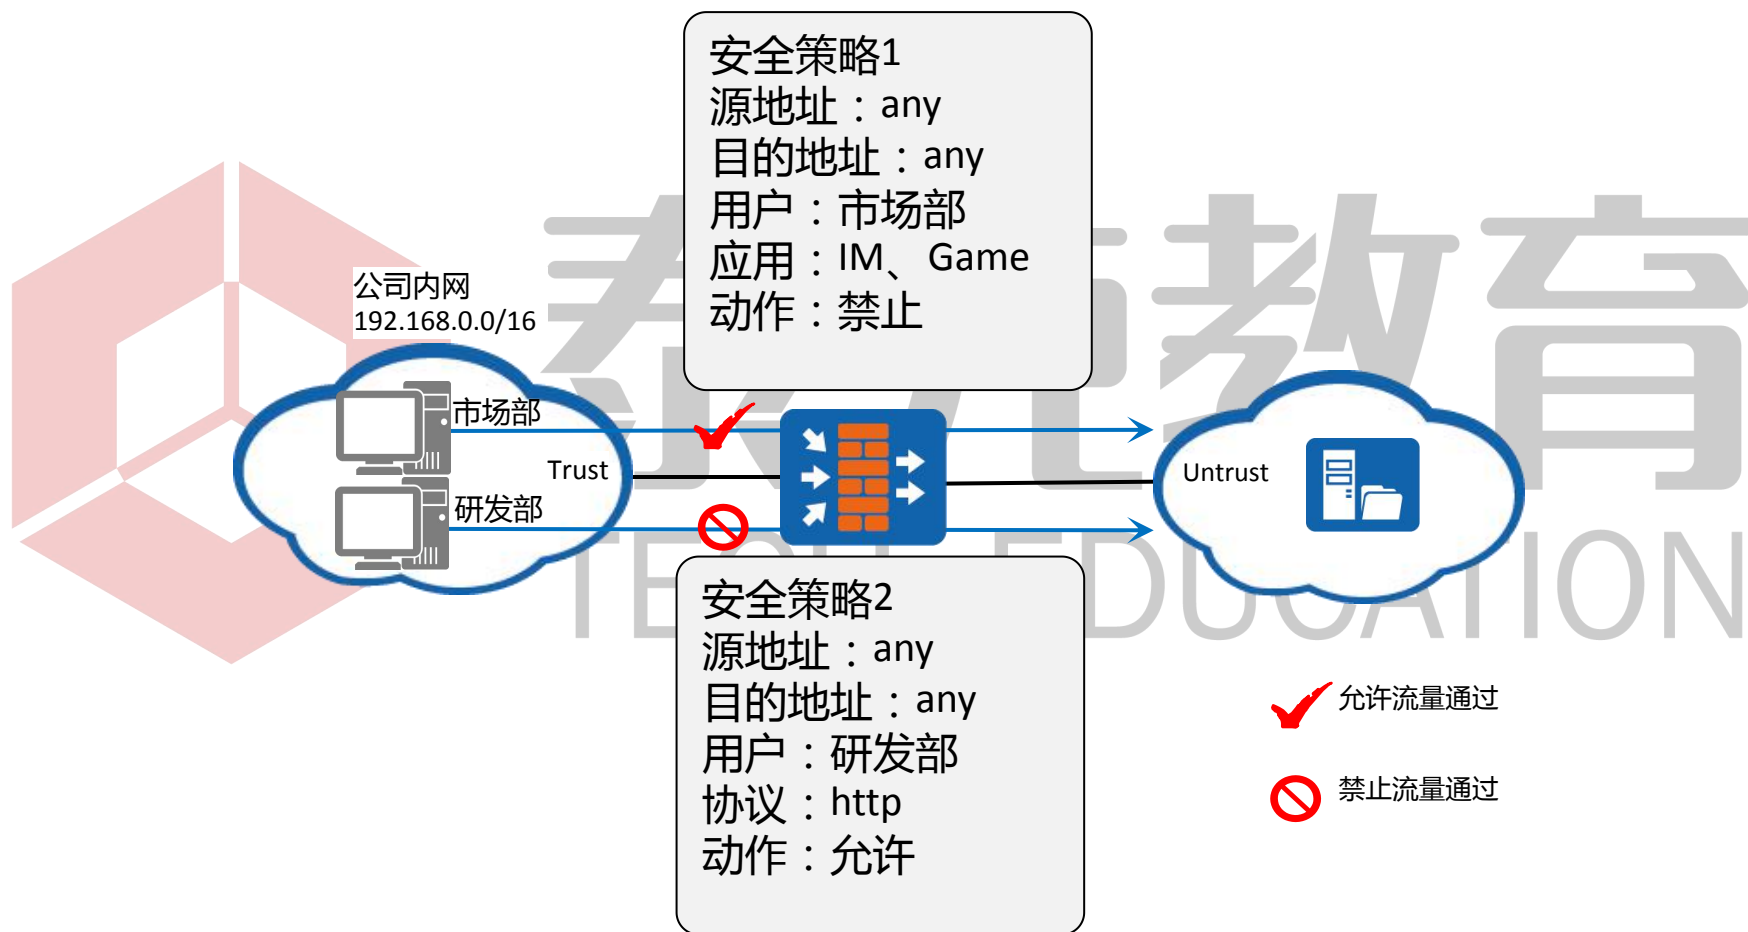 安全策略1
源地址：any
目的地址：any
用户：市场部
应用：IM、Game
动作：禁止
公司内网
192.168.0.0/16
市场部
Trust
研发部
Untrust
安全策略2
源地址：any
目的地址：any
用户：研发部
协议：http
动作：允许
允许流量通过
禁止流量通过
教育
EDUCATION